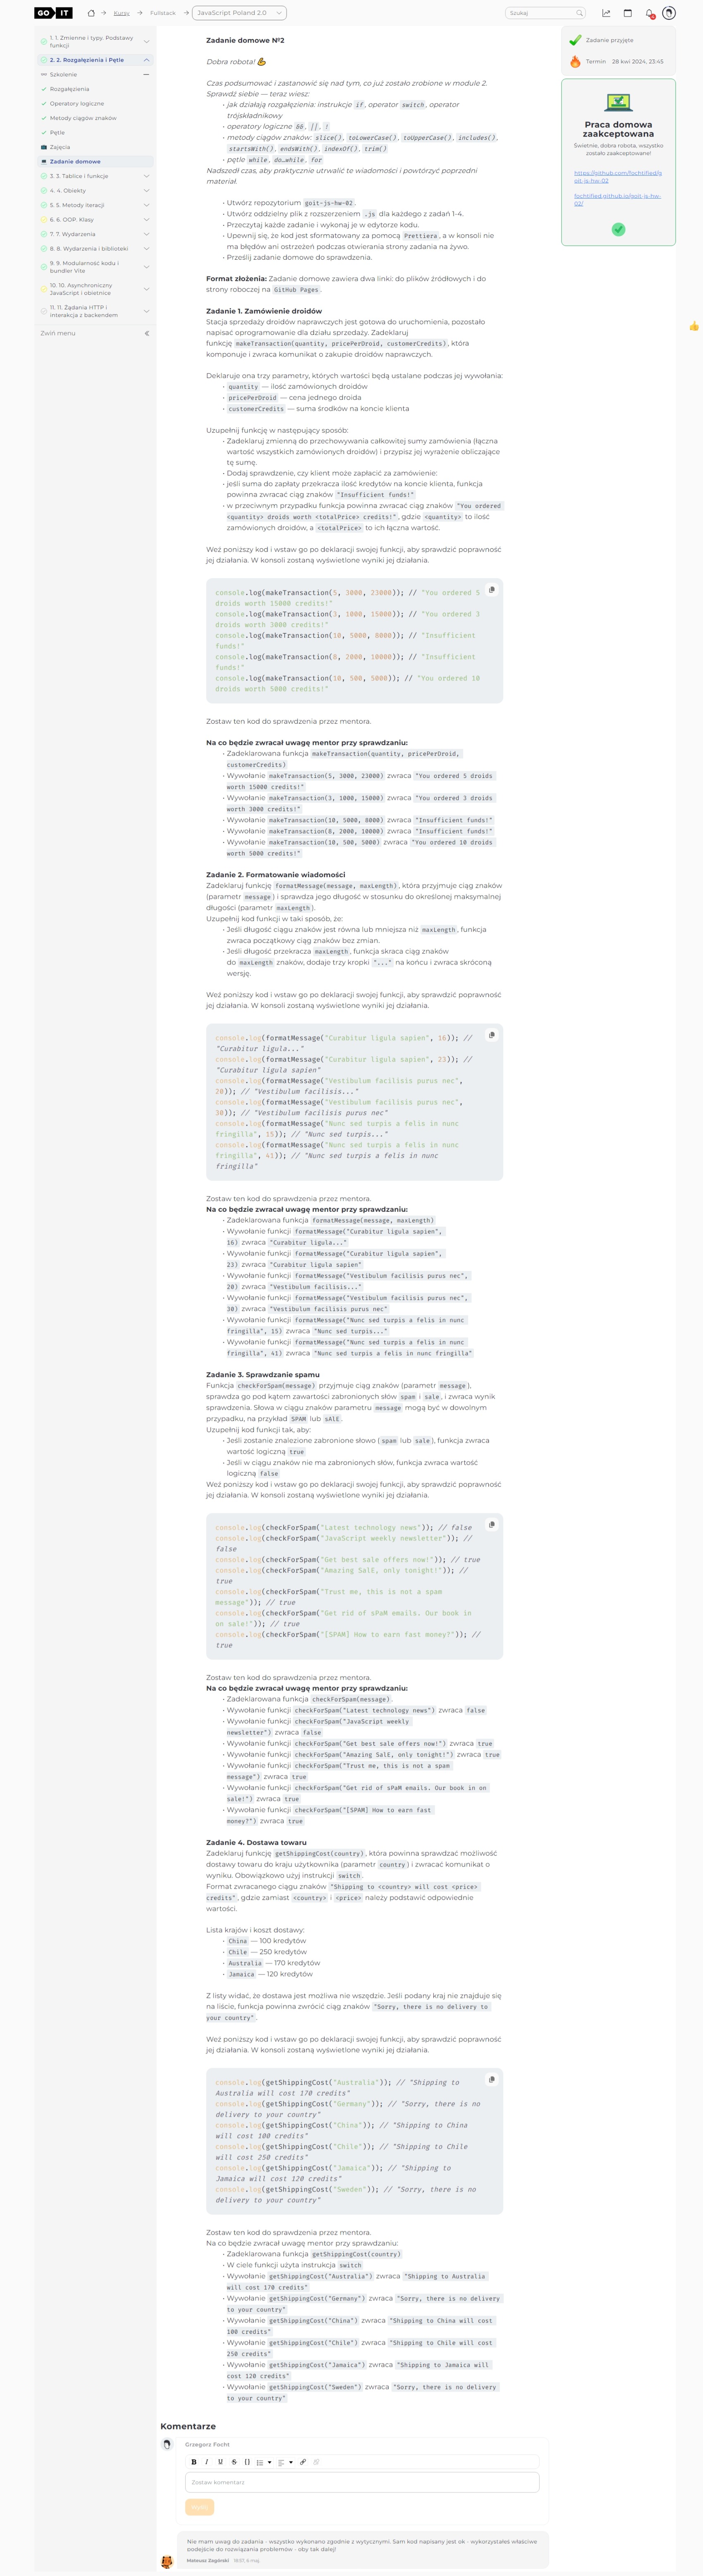 GO IT
Kursy
Fullstack
JavaScript Poland 2.0
Szukaj
1. 1. Zmienne i typy. Podstawy
funkcji
2. 2. Rozgałęzienia i Pętle
Szkolenie
Rozgałęzienia
Operatory logiczne
Metody ciągów znaków
Pętle
Zajęcia
Zadanie domowe
3. 3. Tablice i funkcje
4. 4. Obiekty
5. 5. Metody iteracji
6. 6. OOP. Klasy
7. 7. Wydarzenia
8. 8. Wydarzenia i biblioteki
9. 9. Modularność kodu i
bundler Vite
10. 10. Asynchroniczny
JavaScript i obietnice
11. 11. Żądania HTTP i
interakcja z backendem
Zwiń menu
Zadanie domowe №2
Dobra robota! 💪
Czas podsumować i zastanowić się nad tym, co już zostało zrobione w module 2.
Sprawdź siebie — teraz wiesz:
• jak działają rozgałęzienia: instrukcje if, operator switch, operator
trójskładnikowy
• operatory logiczne &&, ||, !
• metody ciągów znaków: slice(), toLowerCase(), toUpperCase(), includes(),
startsWith(), endsWith(), indexOf(), trim()
• pętle while, do…while, for
Nadszedł czas, aby praktycznie utrwalić te wiadomości i powtórzyć poprzedni
materiał.
• Utwórz repozytorium goit-js-hw-02.
• Utwórz oddzielny plik z rozszerzeniem .js dla każdego z zadań 1-4.
• Przeczytaj każde zadanie i wykonaj je w edytorze kodu.
• Upewnij się, że kod jest sformatowany za pomocą Prettiera, a w konsoli nie
ma błędów ani ostrzeżeń podczas otwierania strony zadania na żywo.
• Prześlij zadanie domowe do sprawdzenia.
Format złożenia: Zadanie domowe zawiera dwa linki: do plików źródłowych i do
strony roboczej na GitHub Pages.
Zadanie 1. Zamówienie droidów
Stacja sprzedaży droidów naprawczych jest gotowa do uruchomienia, pozostało
napisać oprogramowanie dla działu sprzedaży. Zadeklaruj
funkcję makeTransaction(quantity, pricePerDroid, customerCredits), która
komponuje i zwraca komunikat o zakupie droidów naprawczych.
Deklaruje ona trzy parametry, których wartości będą ustalane podczas jej wywołania:
• quantity — ilość zamówionych droidów
• pricePerDroid — cena jednego droida
• customerCredits — suma środków na koncie klienta
Uzupełnij funkcję w następujący sposób:
• Zadeklaruj zmienną do przechowywania całkowitej sumy zamówienia (łączna
wartość wszystkich zamówionych droidów) i przypisz jej wyrażenie obliczające
tę sumę.
• Dodaj sprawdzenie, czy klient może zapłacić za zamówienie:
• jeśli suma do zapłaty przekracza ilość kredytów na koncie klienta, funkcja
powinna zwracać ciąg znaków "Insufficient funds!"
• w przeciwnym przypadku funkcja powinna zwracać ciąg znaków "You ordered
<quantity> droids worth <totalPrice> credits!", gdzie <quantity> to ilość
zamówionych droidów, a <totalPrice> to ich łączna wartość.
Weź poniższy kod i wstaw go po deklaracji swojej funkcji, aby sprawdzić poprawność
jej działania. W konsoli zostaną wyświetlone wyniki jej działania.
console.log(makeTransaction(5, 3000, 23000)); // "You ordered 5
droids worth 15000 credits!"
console.log(makeTransaction(3, 1000, 15000)); // "You ordered 3
droids worth 3000 credits!"
console.log(makeTransaction(10, 5000, 8000)); // "Insufficient
funds!"
console.log(makeTransaction(8, 2000, 10000)); // "Insufficient
funds!"
console.log(makeTransaction(10, 500, 5000)); // "You ordered 10
droids worth 5000 credits!"
Zostaw ten kod do sprawdzenia przez mentora.
Na co będzie zwracał uwagę mentor przy sprawdzaniu:
• Zadeklarowana funkcja makeTransaction(quantity, pricePerDroid,
customerCredits)
• Wywołanie makeTransaction(5, 3000, 23000) zwraca "You ordered 5 droids
worth 15000 credits!"
• Wywołanie makeTransaction(3, 1000, 15000) zwraca "You ordered 3 droids
worth 3000 credits!"
• Wywołanie makeTransaction(10, 5000, 8000) zwraca "Insufficient funds!"
• Wywołanie makeTransaction(8, 2000, 10000) zwraca "Insufficient funds!"
• Wywołanie makeTransaction(10, 500, 5000) zwraca "You ordered 10 droids
worth 5000 credits!"
Zadanie 2. Formatowanie wiadomości
Zadeklaruj funkcję formatMessage(message, maxLength), która przyjmuje ciąg znaków
(parametr message) i sprawdza jego długość w stosunku do określonej maksymalnej
długości (parametr maxLength).
Uzupełnij kod funkcji w taki sposób, że:
• Jeśli długość ciągu znaków jest równa lub mniejsza niż maxLength, funkcja
zwraca początkowy ciąg znaków bez zmian.
• Jeśli długość przekracza maxLength, funkcja skraca ciąg znaków
do maxLength znaków, dodaje trzy kropki "..." na końcu i zwraca skróconą
wersję.
Weź poniższy kod i wstaw go po deklaracji swojej funkcji, aby sprawdzić poprawność
jej działania. W konsoli zostaną wyświetlone wyniki jej działania.
console.log(formatMessage("Curabitur ligula sapien", 16)); //
"Curabitur ligula..."
console.log(formatMessage("Curabitur ligula sapien", 23)); //
"Curabitur ligula sapien"
console.log(formatMessage("Vestibulum facilisis purus nec",
20)); // "Vestibulum facilisis..."
console.log(formatMessage("Vestibulum facilisis purus nec",
30)); // "Vestibulum facilisis purus nec"
console.log(formatMessage("Nunc sed turpis a felis in nunc
fringilla", 15)); // "Nunc sed turpis..."
console.log(formatMessage("Nunc sed turpis a felis in nunc
fringilla", 41)); // "Nunc sed turpis a felis in nunc
fringilla"
Zostaw ten kod do sprawdzenia przez mentora.
Na co będzie zwracał uwagę mentor przy sprawdzaniu:
• Zadeklarowana funkcja formatMessage(message, maxLength)
• Wywołanie funkcji formatMessage("Curabitur ligula sapien",
16) zwraca "Curabitur ligula..."
• Wywołanie funkcji formatMessage("Curabitur ligula sapien",
23) zwraca "Curabitur ligula sapien"
• Wywołanie funkcji formatMessage("Vestibulum facilisis purus nec",
20) zwraca "Vestibulum facilisis..."
• Wywołanie funkcji formatMessage("Vestibulum facilisis purus nec",
30) zwraca "Vestibulum facilisis purus nec"
• Wywołanie funkcji formatMessage("Nunc sed turpis a felis in nunc
fringilla", 15) zwraca "Nunc sed turpis..."
• Wywołanie funkcji formatMessage("Nunc sed turpis a felis in nunc
fringilla", 41) zwraca "Nunc sed turpis a felis in nunc fringilla"
Zadanie 3. Sprawdzanie spamu
Funkcja checkForSpam(message) przyjmuje ciąg znaków (parametr message),
sprawdza go pod kątem zawartości zabronionych słów spam i sale, i zwraca wynik
sprawdzenia. Słowa w ciągu znaków parametru message mogą być w dowolnym
przypadku, na przykład SPAM lub sAlE.
Uzupełnij kod funkcji tak, aby:
• Jeśli zostanie znalezione zabronione słowo (spam lub sale), funkcja zwraca
wartość logiczną true
• Jeśli w ciągu znaków nie ma zabronionych słów, funkcja zwraca wartość
logiczną false
Weź poniższy kod i wstaw go po deklaracji swojej funkcji, aby sprawdzić poprawność
jej działania. W konsoli zostaną wyświetlone wyniki jej działania.
console.log(checkForSpam("Latest technology news")); // false
console.log(checkForSpam("JavaScript weekly newsletter")); //
false
console.log(checkForSpam("Get best sale offers now!")); // true
console.log(checkForSpam("Amazing SalE, only tonight!")); //
true
console.log(checkForSpam("Trust me, this is not a spam
message")); // true
console.log(checkForSpam("Get rid of sPaM emails. Our book in
on sale!")); // true
console.log(checkForSpam("[SPAM] How to earn fast money?")); //
true
Zostaw ten kod do sprawdzenia przez mentora.
Na co będzie zwracał uwagę mentor przy sprawdzaniu:
• Zadeklarowana funkcja checkForSpam(message).
• Wywołanie funkcji checkForSpam("Latest technology news") zwraca false
• Wywołanie funkcji checkForSpam("JavaScript weekly
newsletter") zwraca false
• Wywołanie funkcji checkForSpam("Get best sale offers now!") zwraca true
• Wywołanie funkcji checkForSpam("Amazing SalE, only tonight!") zwraca true
• Wywołanie funkcji checkForSpam("Trust me, this is not a spam
message") zwraca true
• Wywołanie funkcji checkForSpam("Get rid of sPaM emails. Our book in on
sale!") zwraca true
• Wywołanie funkcji checkForSpam("[SPAM] How to earn fast
money?") zwraca true
Zadanie 4. Dostawa towaru
Zadeklaruj funkcję getShippingCost(country), która powinna sprawdzać możliwość
dostawy towaru do kraju użytkownika (parametr country) i zwracać komunikat o
wyniku. Obowiązkowo użyj instrukcji switch.
Format zwracanego ciągu znaków "Shipping to <country> will cost <price>
credits", gdzie zamiast <country> i <price> należy podstawić odpowiednie
wartości.
Lista krajów i koszt dostawy:
• China — 100 kredytów
• Chile — 250 kredytów
• Australia — 170 kredytów
• Jamaica — 120 kredytów
Z listy widać, że dostawa jest możliwa nie wszędzie. Jeśli podany kraj nie znajduje się
na liście, funkcja powinna zwrócić ciąg znaków "Sorry, there is no delivery to
your country".
Weź poniższy kod i wstaw go po deklaracji swojej funkcji, aby sprawdzić poprawność
jej działania. W konsoli zostaną wyświetlone wyniki jej działania.
console.log(getShippingCost("Australia")); // "Shipping to
Australia will cost 170 credits"
console.log(getShippingCost("Germany")); // "Sorry, there is no
delivery to your country"
console.log(getShippingCost("China")); // "Shipping to China
will cost 100 credits"
console.log(getShippingCost("Chile")); // "Shipping to Chile
will cost 250 credits"
console.log(getShippingCost("Jamaica")); // "Shipping to
Jamaica will cost 120 credits"
console.log(getShippingCost("Sweden")); // "Sorry, there is no
delivery to your country"
Zostaw ten kod do sprawdzenia przez mentora.
Na co będzie zwracał uwagę mentor przy sprawdzaniu:
• Zadeklarowana funkcja getShippingCost(country)
• W ciele funkcji użyta instrukcja switch
• Wywołanie getShippingCost("Australia") zwraca "Shipping to Australia
will cost 170 credits"
• Wywołanie getShippingCost("Germany") zwraca "Sorry, there is no delivery
to your country"
• Wywołanie getShippingCost("China") zwraca "Shipping to China will cost
100 credits"
• Wywołanie getShippingCost("Chile") zwraca "Shipping to Chile will cost
250 credits"
• Wywołanie getShippingCost("Jamaica") zwraca "Shipping to Jamaica will
cost 120 credits"
• Wywołanie getShippingCost("Sweden") zwraca "Sorry, there is no delivery
to your country"
Zadanie przyjęte
Termin 28 kwi 2024, 23:45
Praca domowa
zaakceptowana
Świetnie, dobra robota, wszystko
zostało zaakceptowane!
https://github.com/fochtified/g
oit-js-hw-02
fochtified.github.io/goit-js-hw-
02/
Komentarze
Grzegorz Focht
B I U S [ ]
Zostaw komentarz
Wyślij
Nie mam uwag do zadania - wszystko wykonano zgodnie z wytycznymi. Sam kod napisany jest ok - wykorzystałeś właściwe
podejście do rozwiązania problemów - oby tak dalej!
Mateusz Zagórski